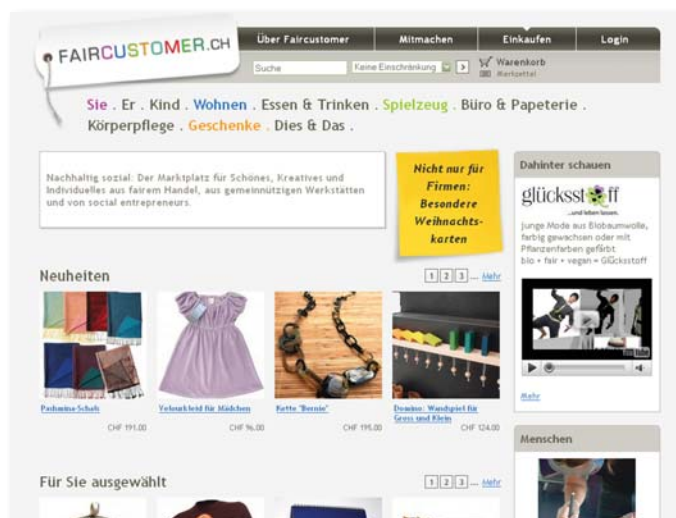 FAIRCUSTOMER.CH
Über Faircustomer
Mitmachen
Einkaufen
Login
Suche
Keine Einschränkung
Warenkorb
Merkzettel
Sie . Er . Kind . Wohnen . Essen & Trinken . Spielzeug . Büro & Papeterie .
Körperpflege . Geschenke . Dies & Das .
Nachhaltig sozial: Der Marktplatz für Schönes, Kreatives und
Individuelles aus fairem Handel, aus gemeinnützigen Werkstätten
und von social entrepreneurs.
Nicht nur für
Firmen:
Besondere
Weihnachts-
karten
Dahinter schauen
glücksstoff
...und leben lassen.
Junge Mode aus Biobaumwolle,
farbig gewachsen oder mit
Pflanzenfarben gefärbt
bio + fair + vegan = Glücksstoff
You Tube
Mehr
Neuheiten
1 2 3 ... Mehr
Pashmina-Schals
CHF 191.00
Velourkleid für Mädchen
CHF 96.00
Kette "Bernie"
CHF 195.00
Domino: Wandspiel für
Gross und Klein
CHF 124.00
Menschen
Für Sie ausgewählt
1 2 3 ... Mehr